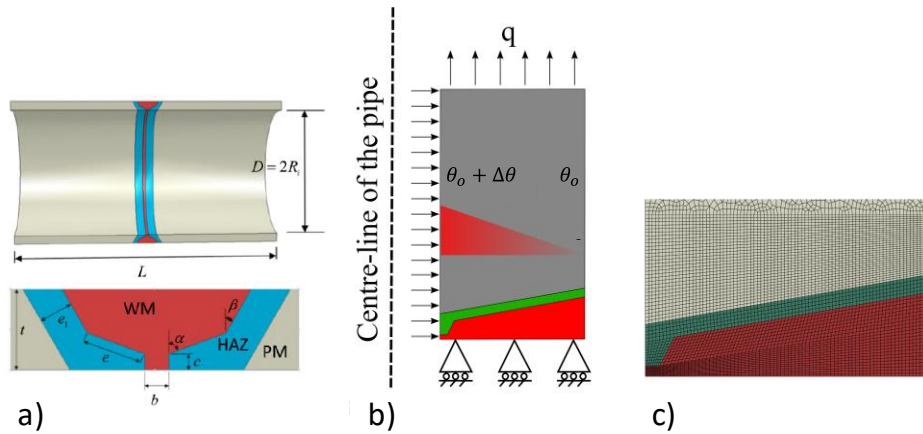 D = 2Rᵢ
L
WM
β
α
HAZ
PM
t
e₁
e
c
b
a)
Centre-line of the pipe
q
θₒ + Δθ
θₒ
-
b)
c)